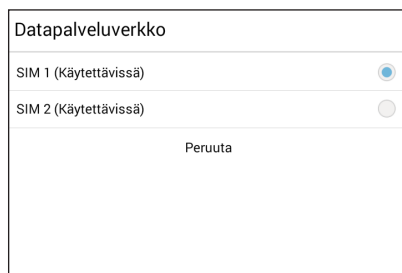 Datapalveluverkko
SIM 1 (Käytettävissä)
SIM 2 (Käytettävissä)
Peruuta